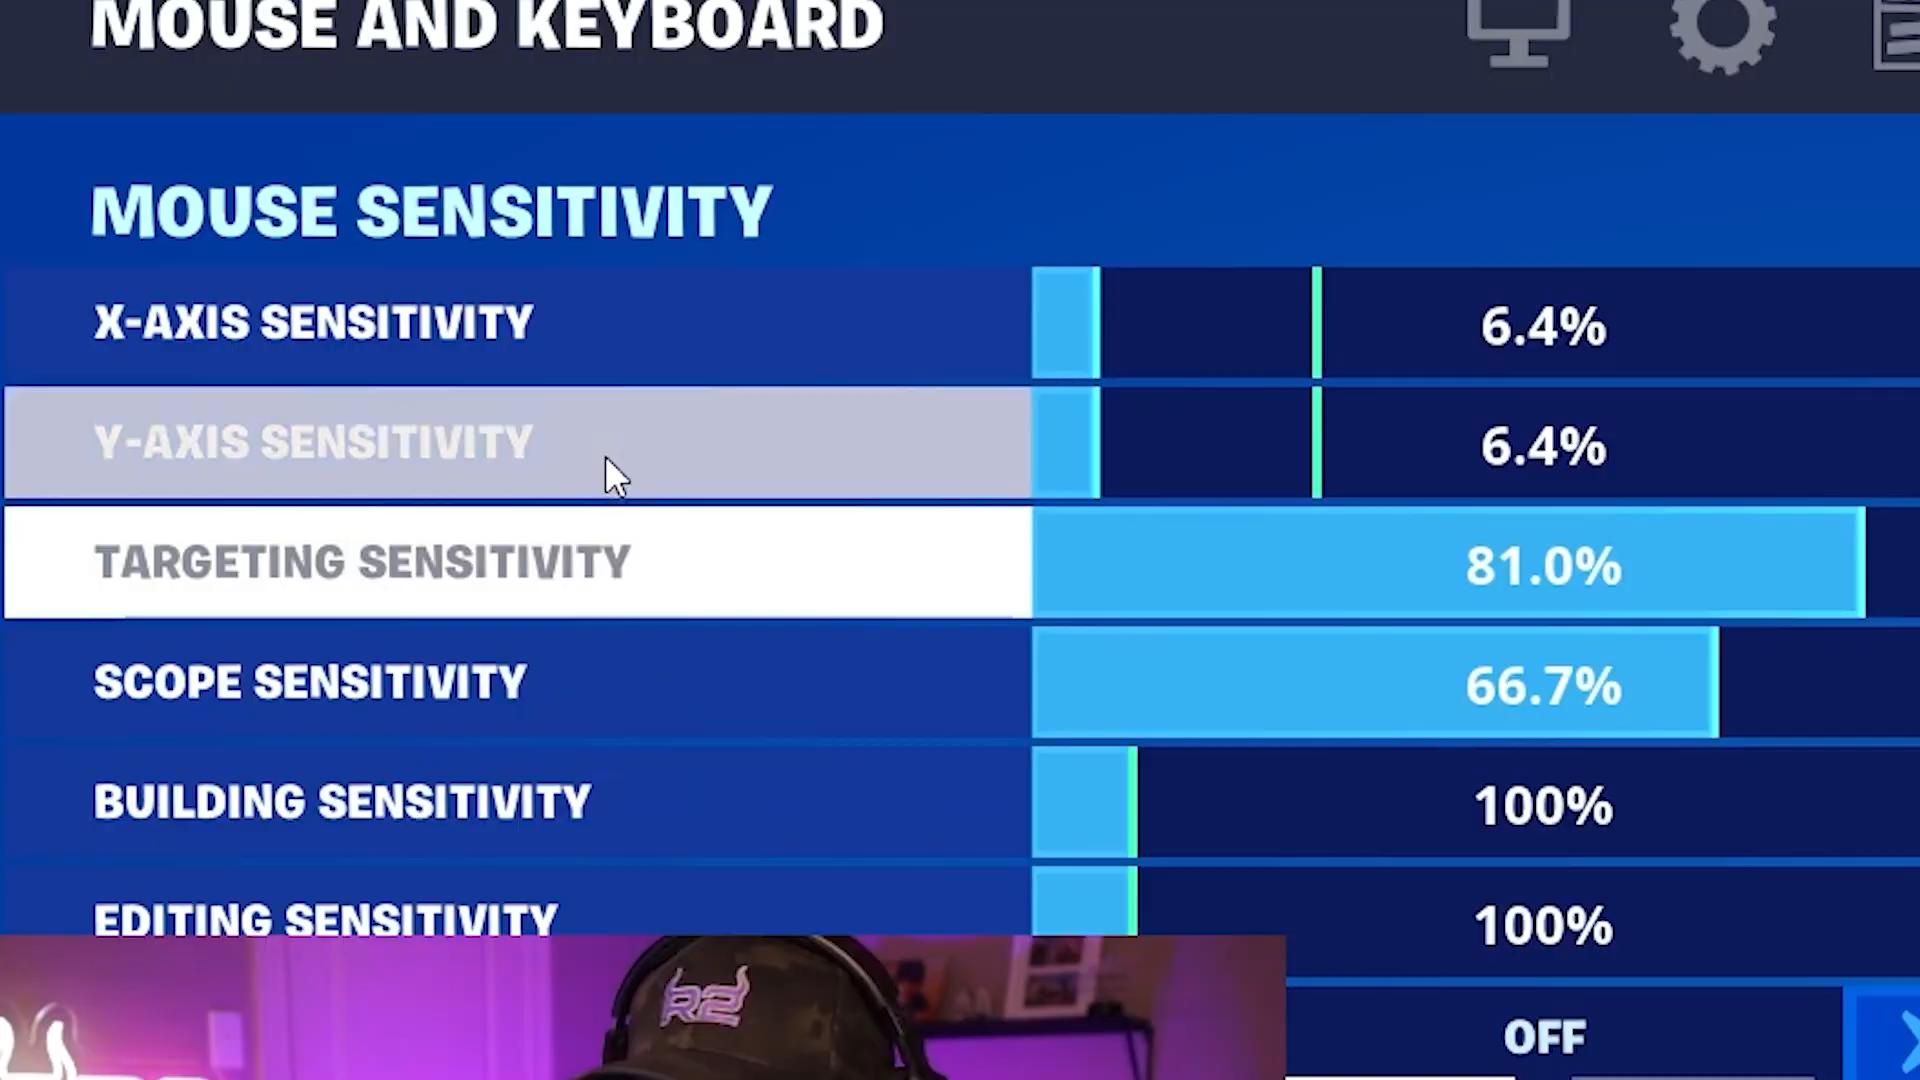 MOUSE AND KEYBOARD
MOUSE SENSITIVITY
X-AXIS SENSITIVITY 6.4%
Y-AXIS SENSITIVITY 6.4%
TARGETING SENSITIVITY 81.0%
SCOPE SENSITIVITY 66.7%
BUILDING SENSITIVITY 100%
EDITING SENSITIVITY 100%
R2
OFF